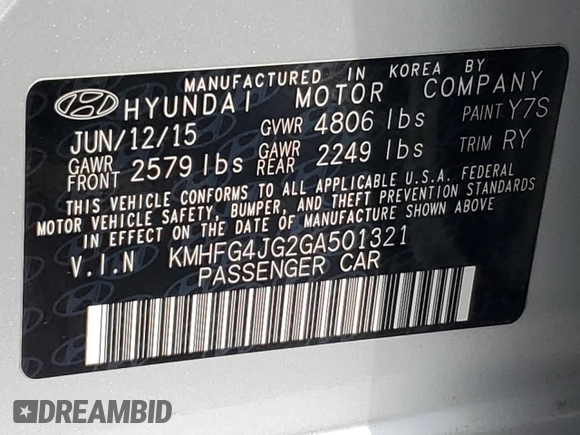 MANUFACTURED IN KOREA BY
HYUNDAI MOTOR COMPANY
JUN/12/15 GVWR 4806 lbs PAINT Y7S
GAWR FRONT 2579 lbs GAWR REAR 2249 lbs TRIM RY
THIS VEHICLE CONFORMS TO ALL APPLICABLE U.S.A. FEDERAL
MOTOR VEHICLE SAFETY, BUMPER, AND THEFT PREVENTION STANDARDS
IN EFFECT ON THE DATE OF MANUFACTURE SHOWN ABOVE
V.I.N KMHFG4JG2GA501321
PASSENGER CAR
DREAMBID